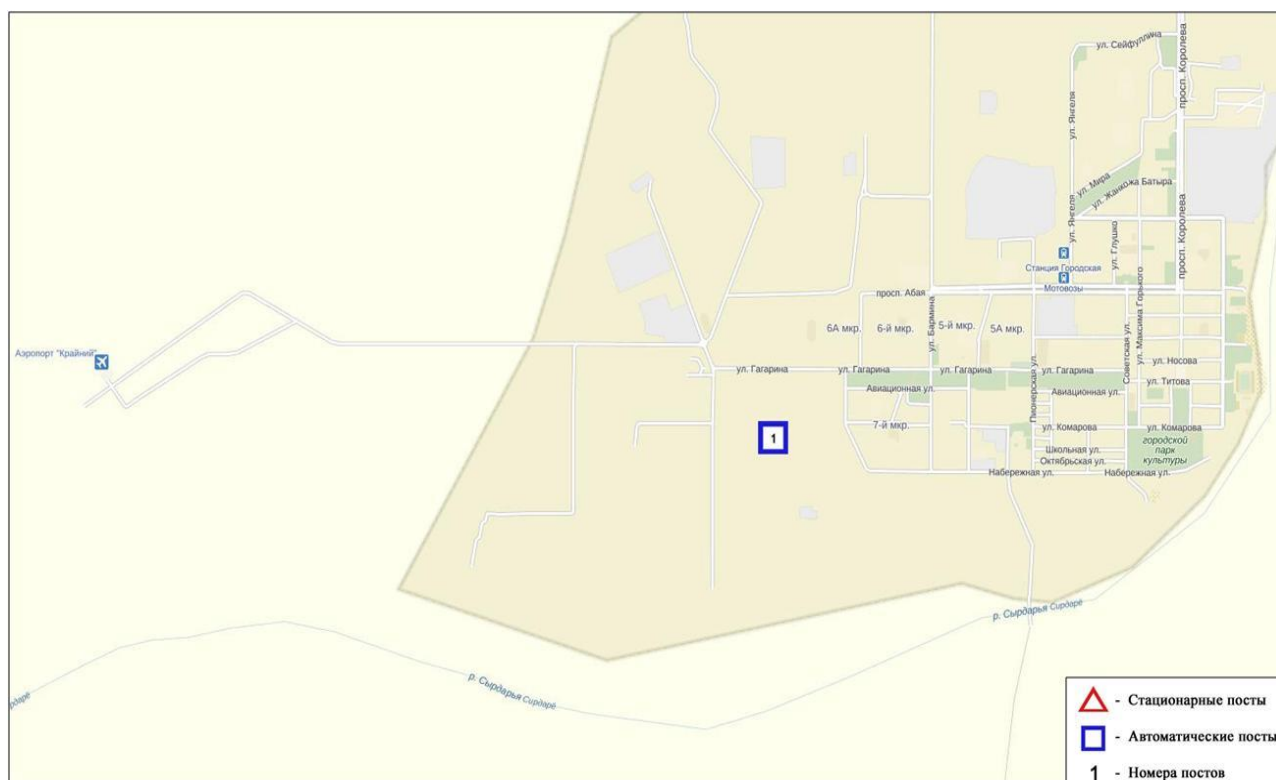 ул. Сейфуллина
просп. Королева
ул. Янгеля
ул. Мира
ул. Жанкожа Батыра
ул. Янгеля
ул. Глушко
просп. Королева
Станция Городская
Мотовозы
просп. Абая
ул. Максима Горького
6А мкр.
6-й мкр.
ул. Бармина
5-й мкр.
5А мкр.
Советская ул.
Аэропорт "Крайний"
ул. Носова
ул. Гагарина
ул. Гагарина
ул. Гагарина
ул. Гагарина
ул. Титова
Авиационная ул.
Пионерская ул.
Авиационная ул.
1
7-й мкр.
ул. Комарова
ул. Комарова
городской
парк
культуры
Школьная ул.
Октябрьская ул.
Набережная ул.
Набережная ул.
р. Сырдарья Сирдарё
р. Сырдарья Сирдарё
рдарё
- Стационарные посты
- Автоматические посты
1 - Номера постов